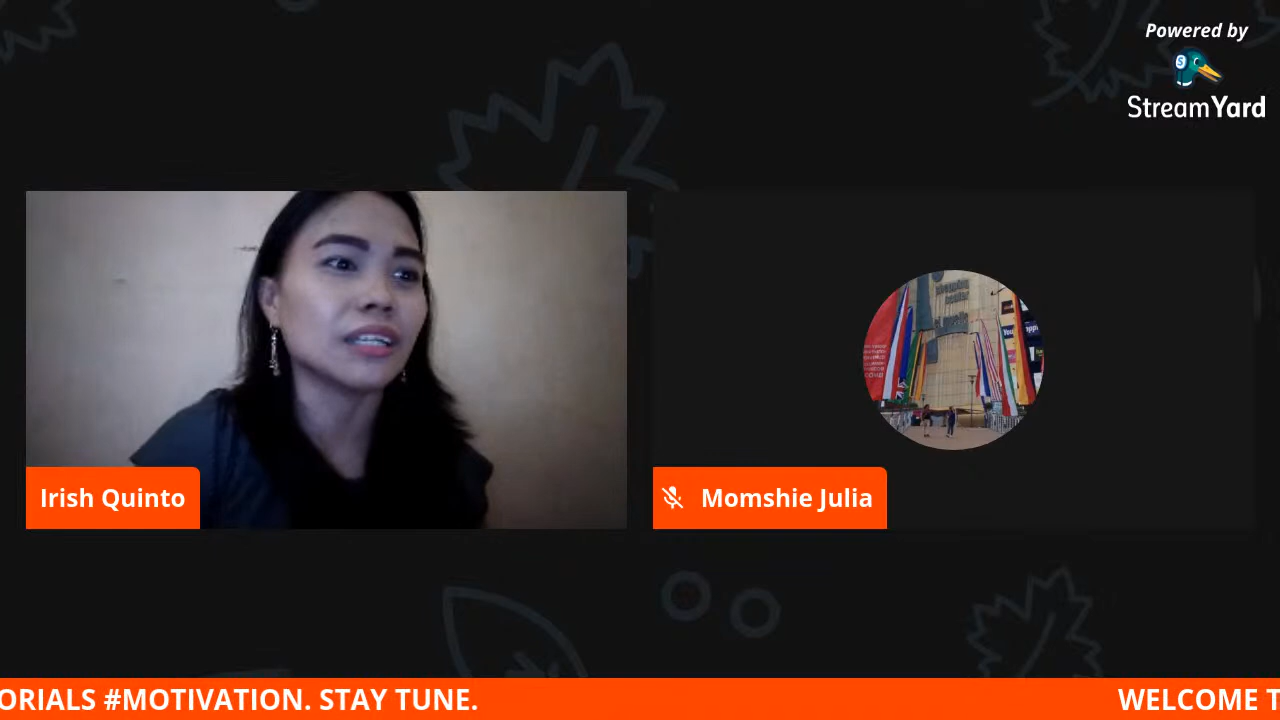 Powered by
StreamYard
Irish Quinto
Momshie Julia
ORIALS #MOTIVATION. STAY TUNE.
WELCOME T